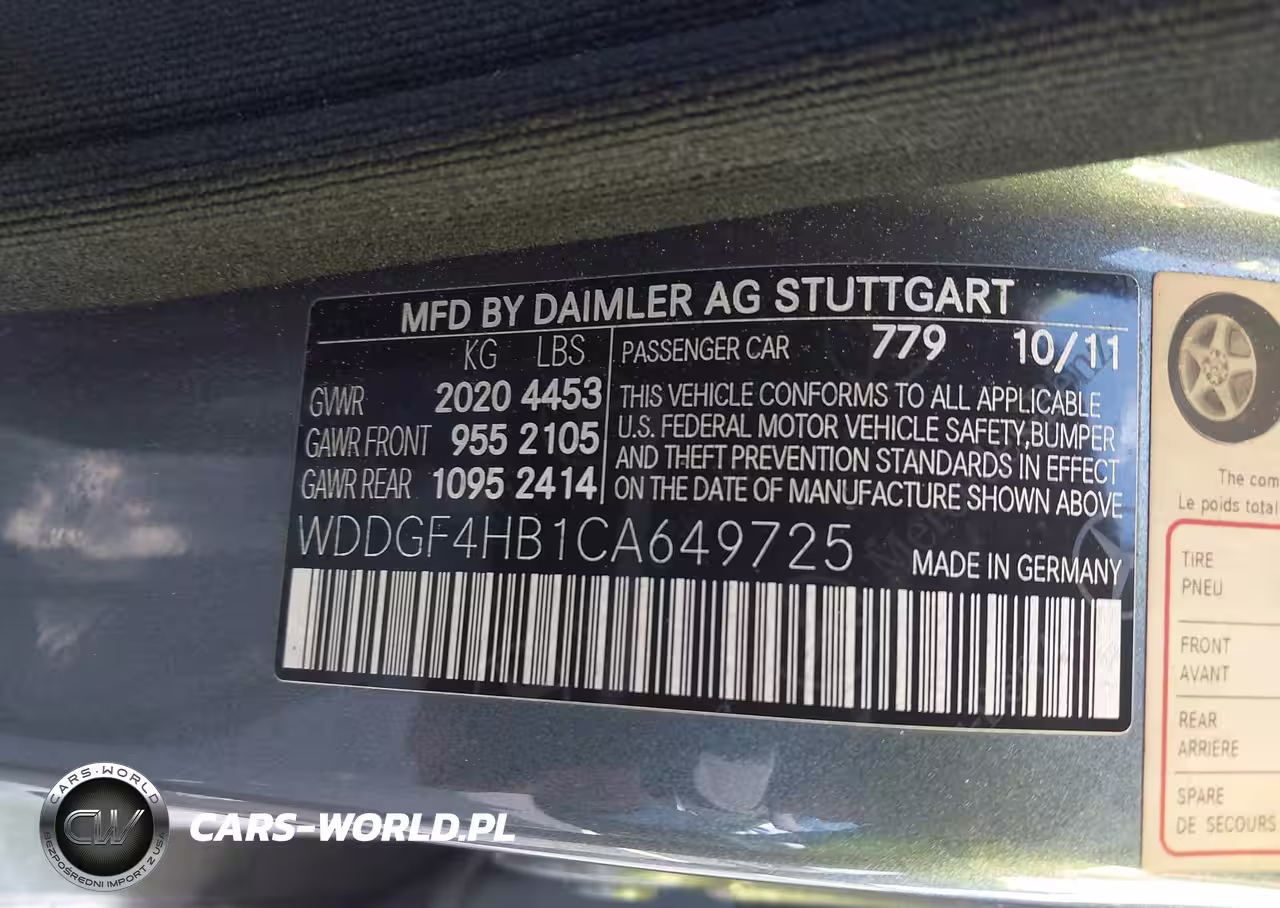 MFD BY DAIMLER AG STUTTGART
KG LBS
GVWR 2020 4453
GAWR FRONT 955 2105
GAWR REAR 1095 2414
PASSENGER CAR 779 10/11
THIS VEHICLE CONFORMS TO ALL APPLICABLE
U.S. FEDERAL MOTOR VEHICLE SAFETY,BUMPER
AND THEFT PREVENTION STANDARDS IN EFFECT
ON THE DATE OF MANUFACTURE SHOWN ABOVE
WDDGF4HB1CA649725
MADE IN GERMANY
The com
Le poids total
TIRE
PNEU
FRONT
AVANT
REAR
ARRIÈRE
SPARE
DE SECOURS
CARS-WORLD
CW
BEZPOŚREDNI IMPORT Z USA
CARS-WORLD.PL